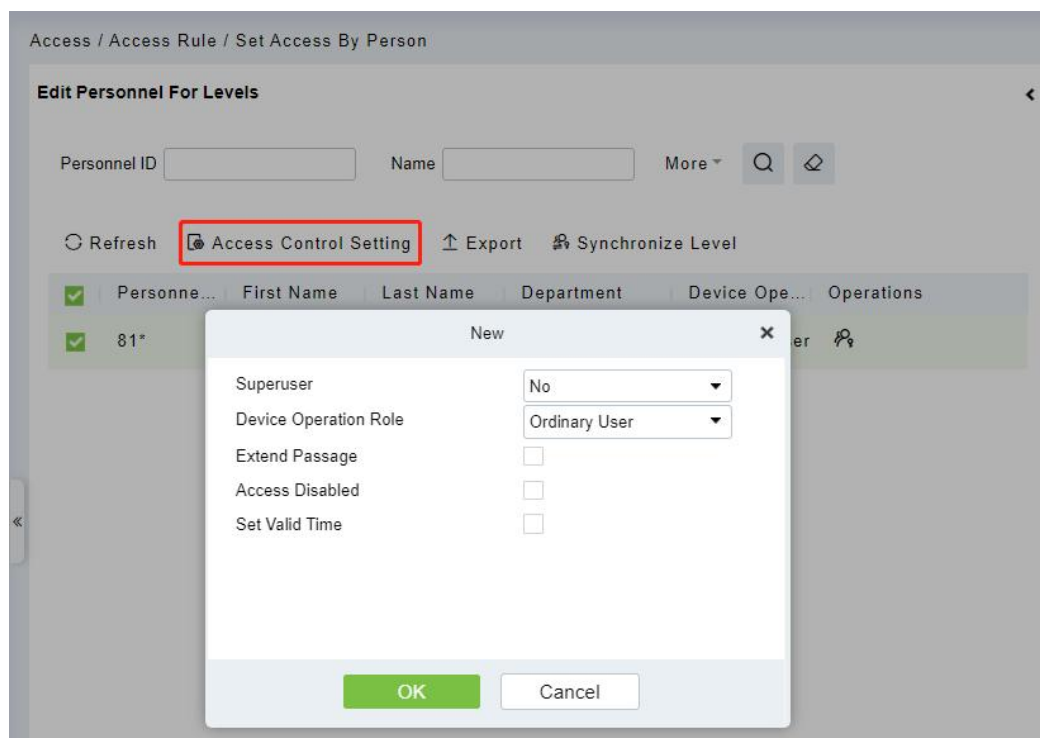 Access / Access Rule / Set Access By Person
Edit Personnel For Levels
Personnel ID Name More
Refresh Access Control Setting Export Synchronize Level
Personne... First Name Last Name Department Device Ope... Operations
81* er
New
Superuser No
Device Operation Role Ordinary User
Extend Passage
Access Disabled
Set Valid Time
OK Cancel